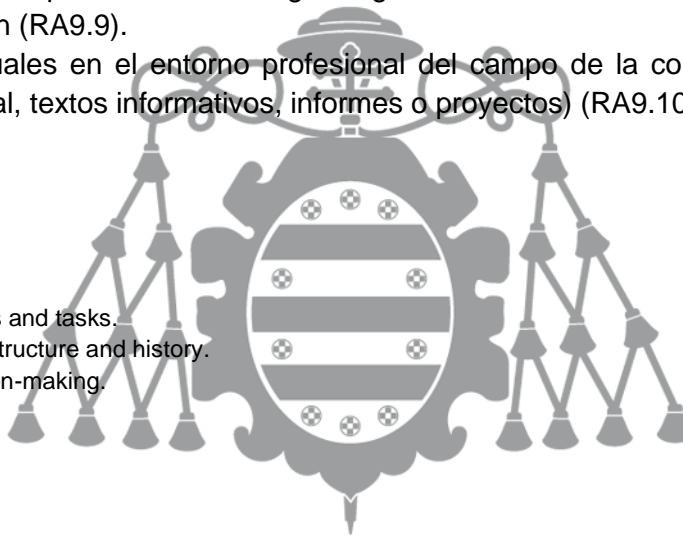 n (RA9.9).
uales en el entorno profesional del campo de la co
al, textos informativos, informes o proyectos) (RA9.10
s and tasks.
tructure and history.
n-making.